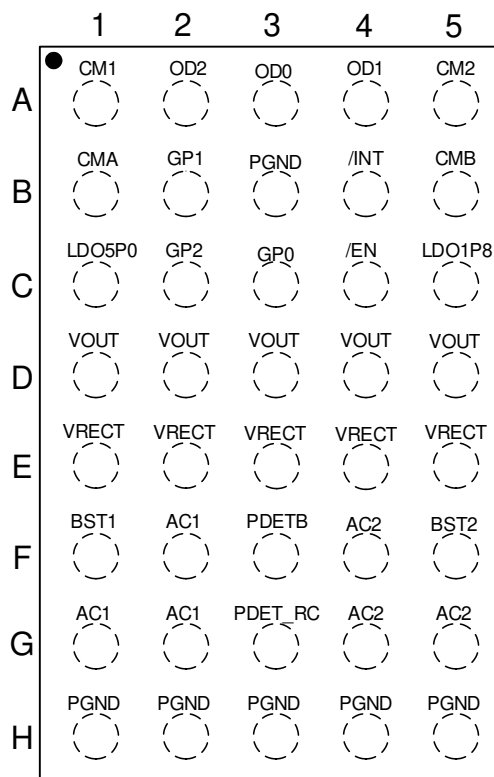 1 2 3 4 5
CM1 OD2 OD0 OD1 CM2
A
CMA GP1 PGND /INT CMB
B
LDO5P0 GP2 GP0 /EN LDO1P8
C
VOUT VOUT VOUT VOUT VOUT
D
VRECT VRECT VRECT VRECT VRECT
E
BST1 AC1 PDETB AC2 BST2
F
AC1 AC1 PDET_RC AC2 AC2
G
PGND PGND PGND PGND PGND
H